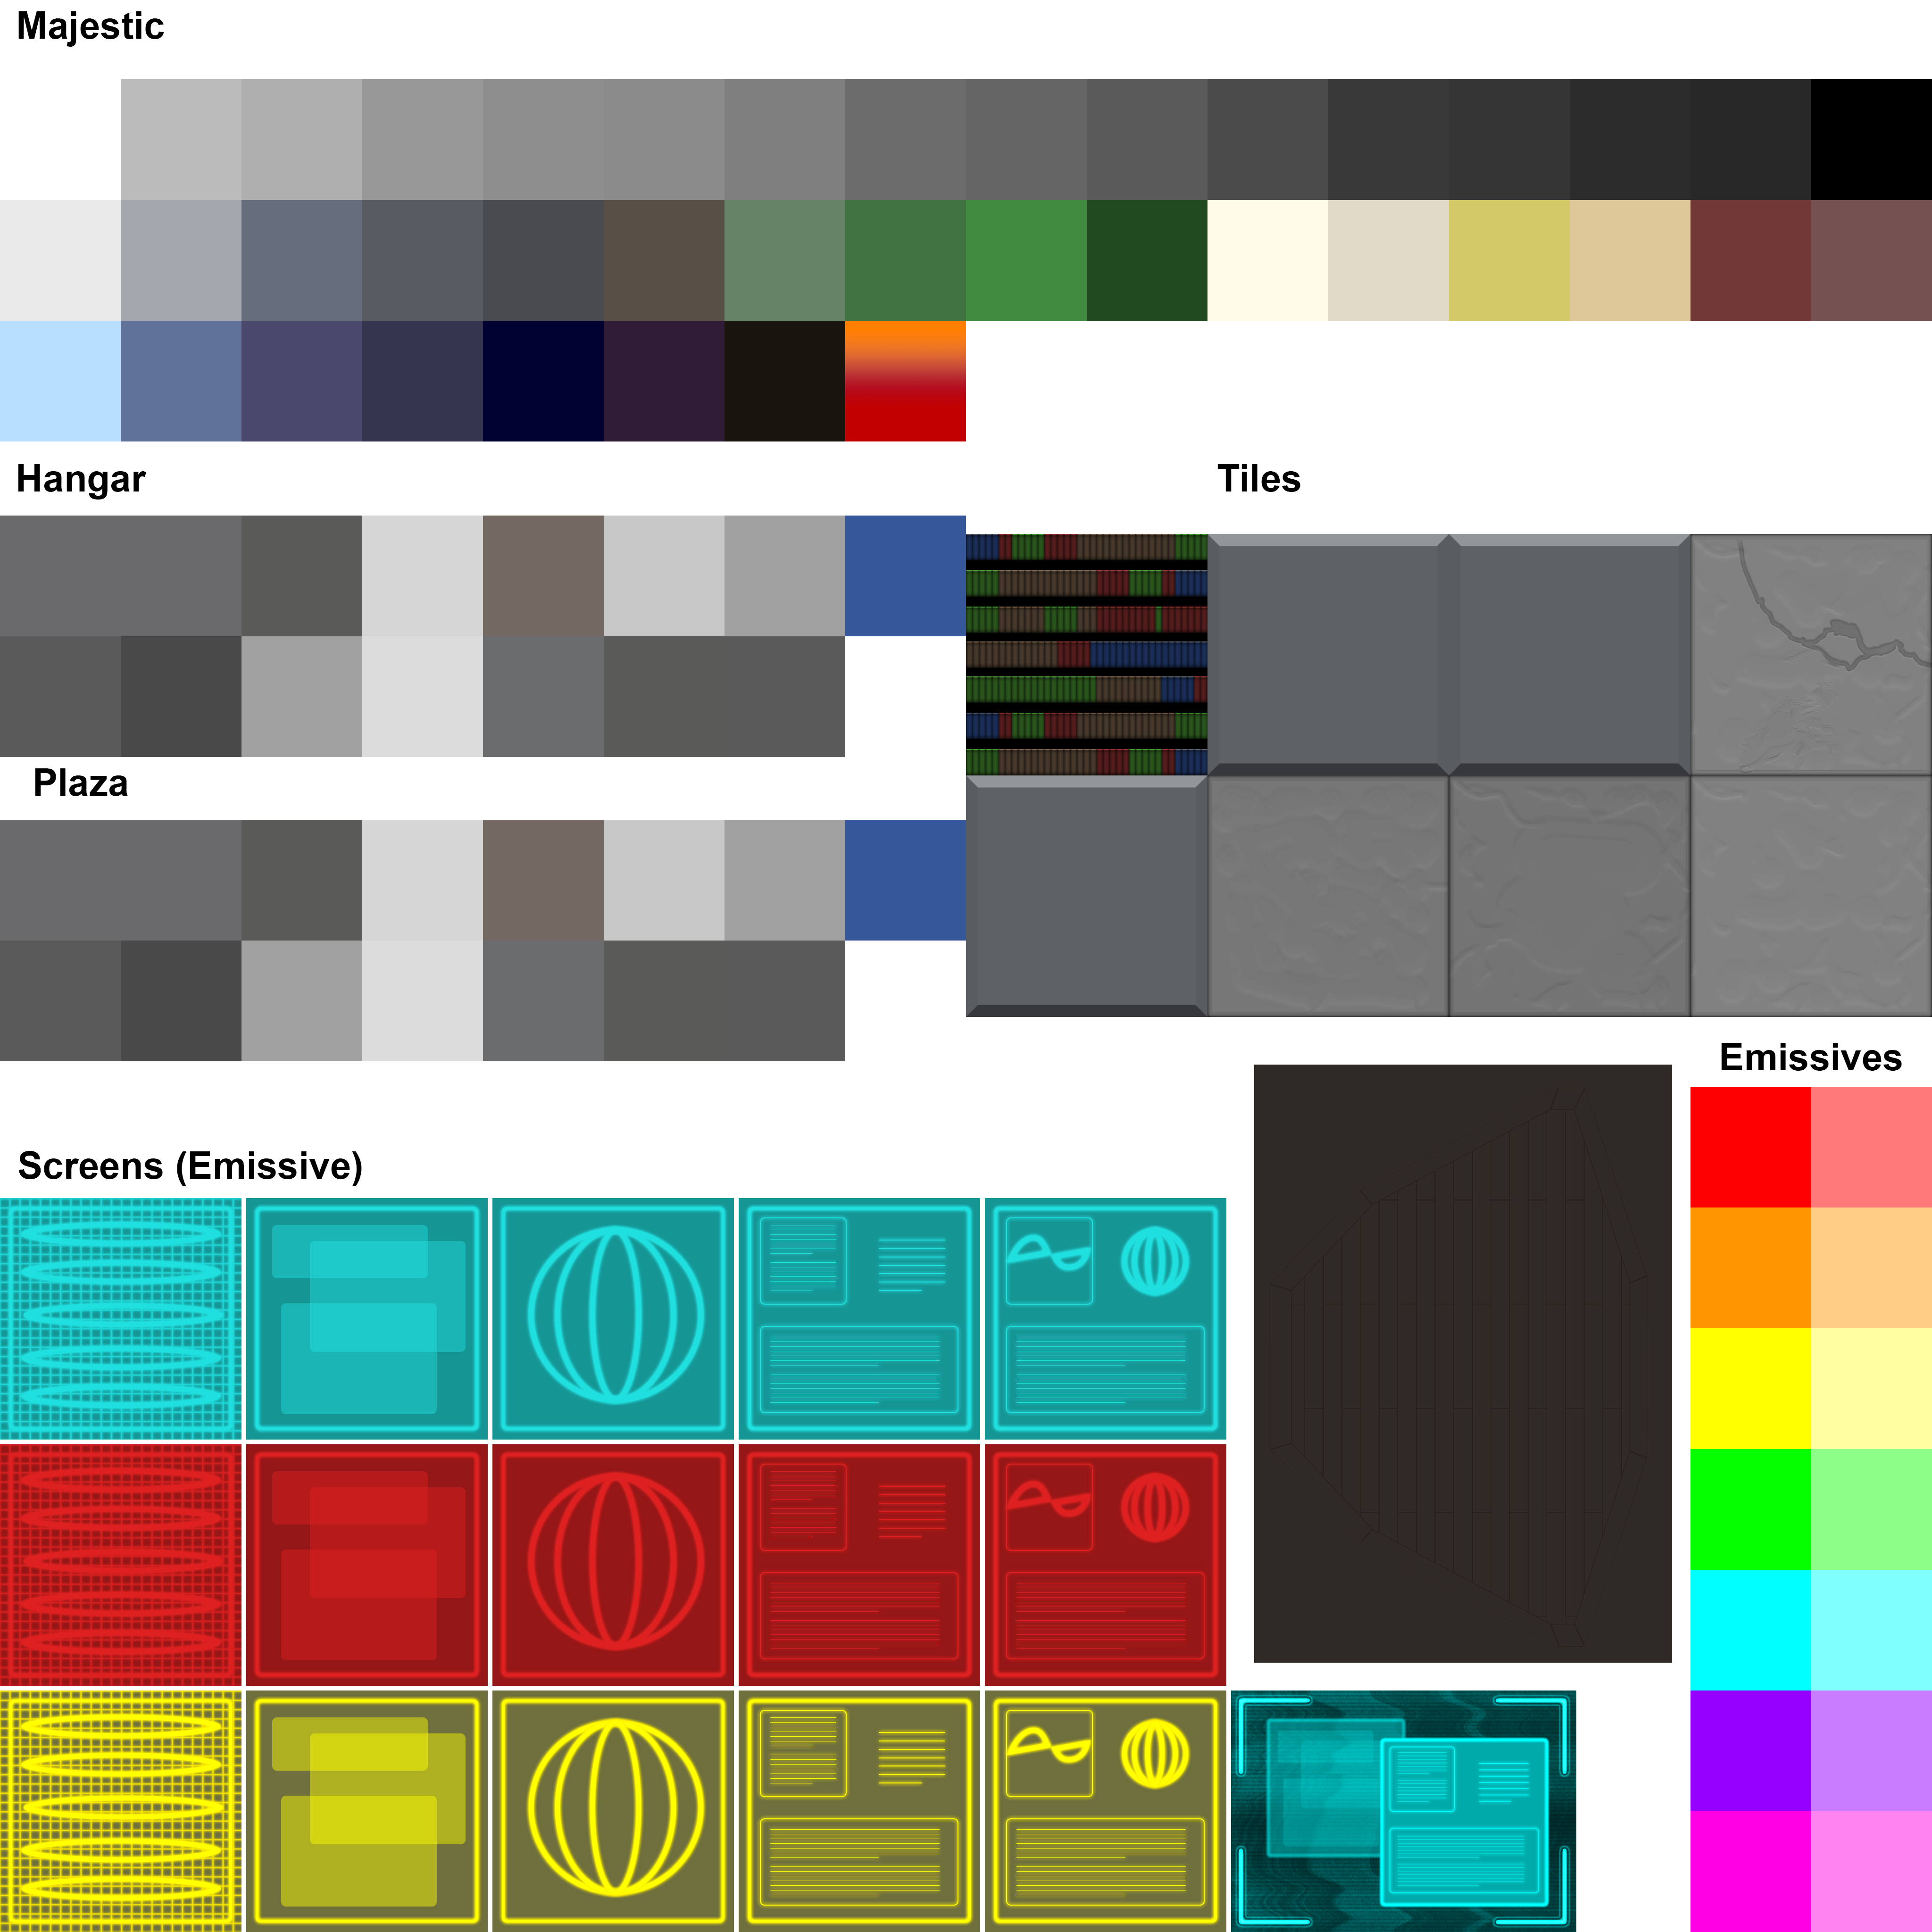 Majestic
Hangar
Tiles
Plaza
Emissives
Screens (Emissive)